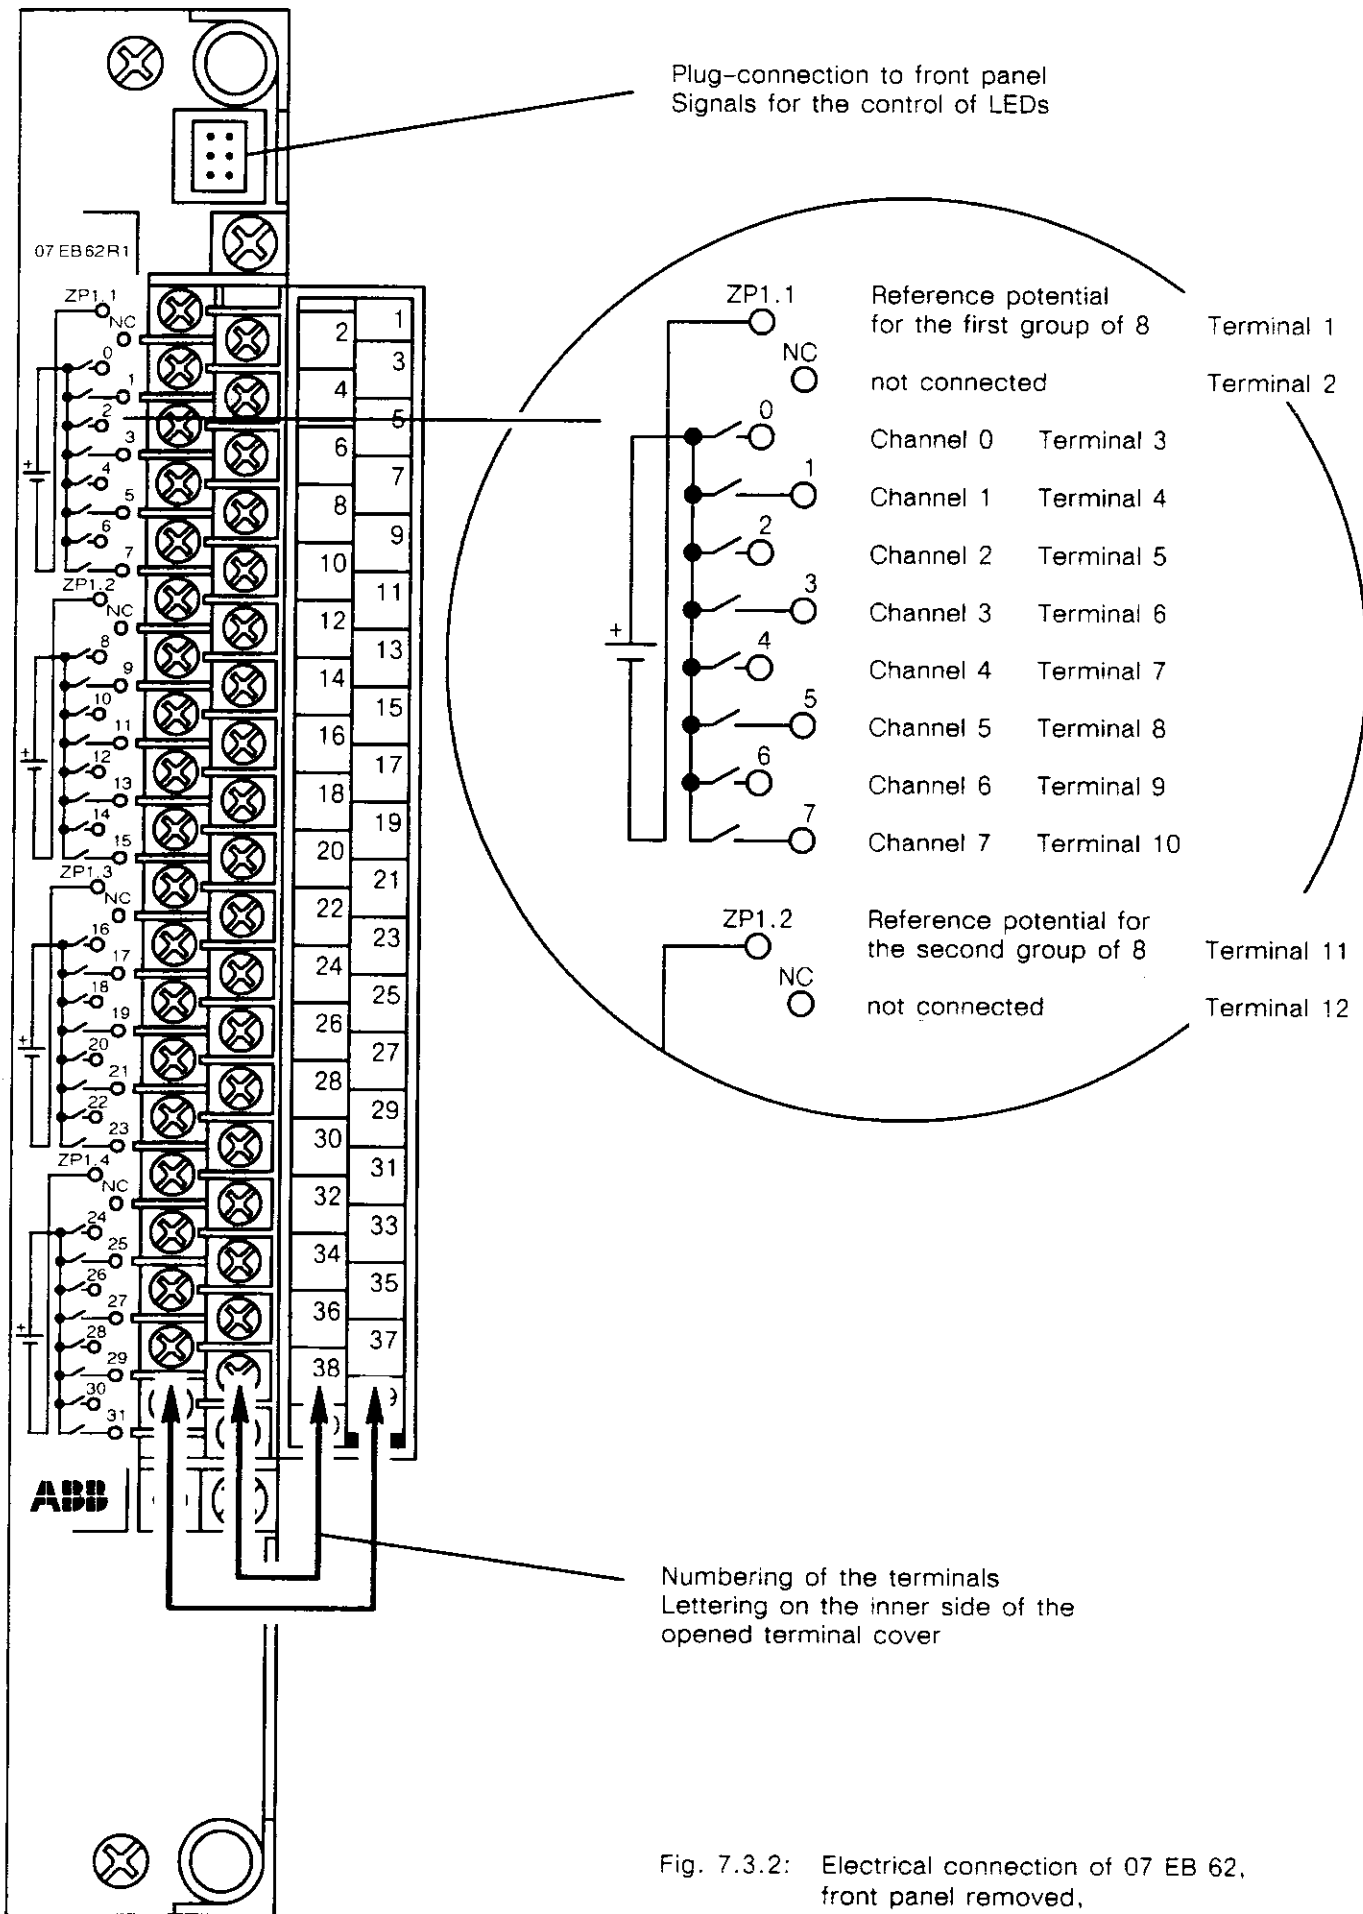 Plug-connection to front panel
Signals for the control of LEDs
07 EB 62 R1
ZP1.1
NC
0
1
2
3
4
5
6
7
ZP1.2
NC
8
9
10
11
12
13
14
15
ZP1.3
NC
16
17
18
19
20
21
22
23
ZP1.4
NC
24
25
26
27
28
29
30
31
+
+
+
+
ABB
1
2
3
4
5
6
7
8
9
10
11
12
13
14
15
16
17
18
19
20
21
22
23
24
25
26
27
28
29
30
31
32
33
34
35
36
37
38
9
ZP1.1 Reference potential
for the first group of 8 Terminal 1
NC not connected Terminal 2
0 Channel 0 Terminal 3
1 Channel 1 Terminal 4
2 Channel 2 Terminal 5
3 Channel 3 Terminal 6
+
4 Channel 4 Terminal 7
5 Channel 5 Terminal 8
6 Channel 6 Terminal 9
7 Channel 7 Terminal 10
ZP1.2 Reference potential for
the second group of 8 Terminal 11
NC not connected Terminal 12
Numbering of the terminals
Lettering on the inner side of the
opened terminal cover
Fig. 7.3.2: Electrical connection of 07 EB 62,
front panel removed,